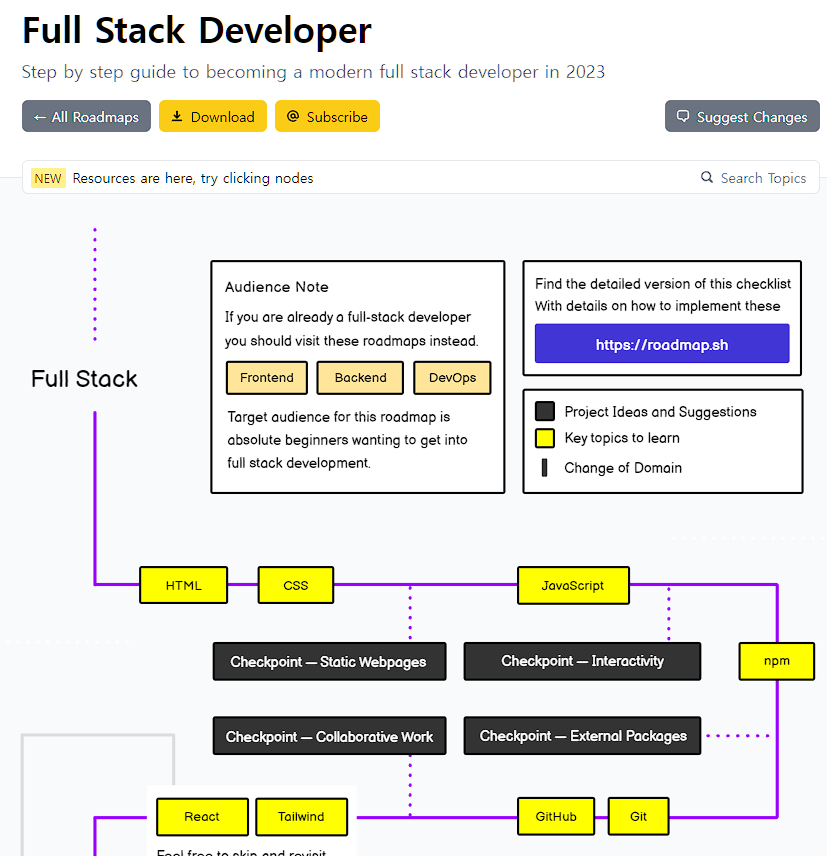 Full Stack Developer
Step by step guide to becoming a modern full stack developer in 2023
← All Roadmaps
Download
Subscribe
Suggest Changes
NEW Resources are here, try clicking nodes
Search Topics
Full Stack
Audience Note
If you are already a full-stack developer
you should visit these roadmaps instead.
Frontend
Backend
DevOps
Target audience for this roadmap is
absolute beginners wanting to get into
full stack development.
Find the detailed version of this checklist
With details on how to implement these
https://roadmap.sh
Project Ideas and Suggestions
Key topics to learn
Change of Domain
HTML
CSS
JavaScript
Checkpoint — Static Webpages
Checkpoint — Interactivity
npm
Checkpoint — Collaborative Work
Checkpoint — External Packages
React
Tailwind
GitHub
Git
Feel free to skip and revisit